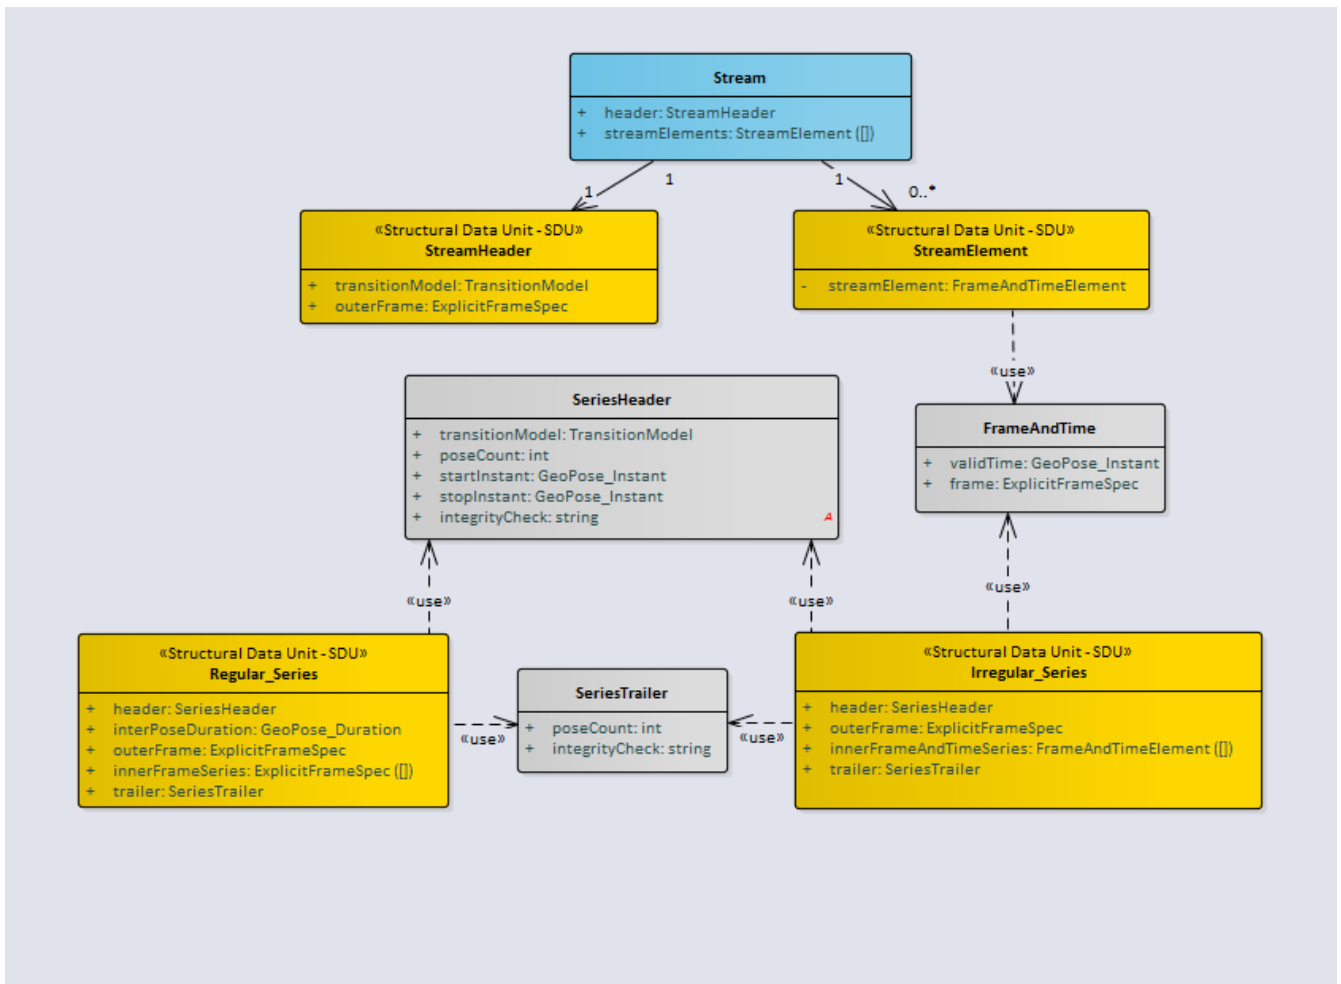 Stream
+ header: StreamHeader
+ streamElements: StreamElement ([])
1
1
1
0..*
«Structural Data Unit - SDU»
StreamHeader
+ transitionModel: TransitionModel
+ outerFrame: ExplicitFrameSpec
«Structural Data Unit - SDU»
StreamElement
- streamElement: FrameAndTimeElement
«use»
SeriesHeader
+ transitionModel: TransitionModel
+ poseCount: int
+ startInstant: GeoPose_Instant
+ stopInstant: GeoPose_Instant
+ integrityCheck: string
A
FrameAndTime
+ validTime: GeoPose_Instant
+ frame: ExplicitFrameSpec
«use»
«use»
«use»
«Structural Data Unit - SDU»
Regular_Series
+ header: SeriesHeader
+ interPoseDuration: GeoPose_Duration
+ outerFrame: ExplicitFrameSpec
+ innerFrameSeries: ExplicitFrameSpec ([])
+ trailer: SeriesTrailer
«use»
SeriesTrailer
+ poseCount: int
+ integrityCheck: string
«use»
«Structural Data Unit - SDU»
Irregular_Series
+ header: SeriesHeader
+ outerFrame: ExplicitFrameSpec
+ innerFrameAndTimeSeries: FrameAndTimeElement ([])
+ trailer: SeriesTrailer